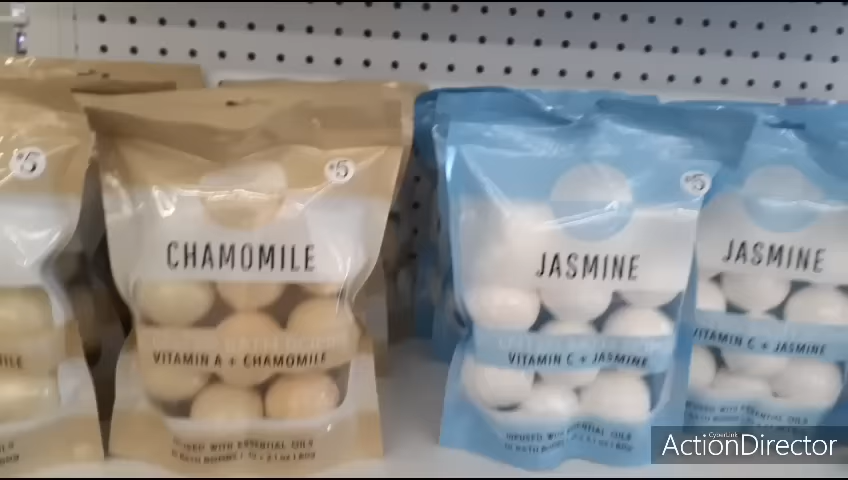 $5
$5
CHAMOMILE
VITAMIN A + CHAMOMILE
INFUSED WITH ESSENTIAL OILS
$5
JASMINE
VITAMIN C + JASMINE
INFUSED WITH ESSENTIAL OILS
JASMINE
VITAMIN C + JASMINE
CyberLink
ActionDirector